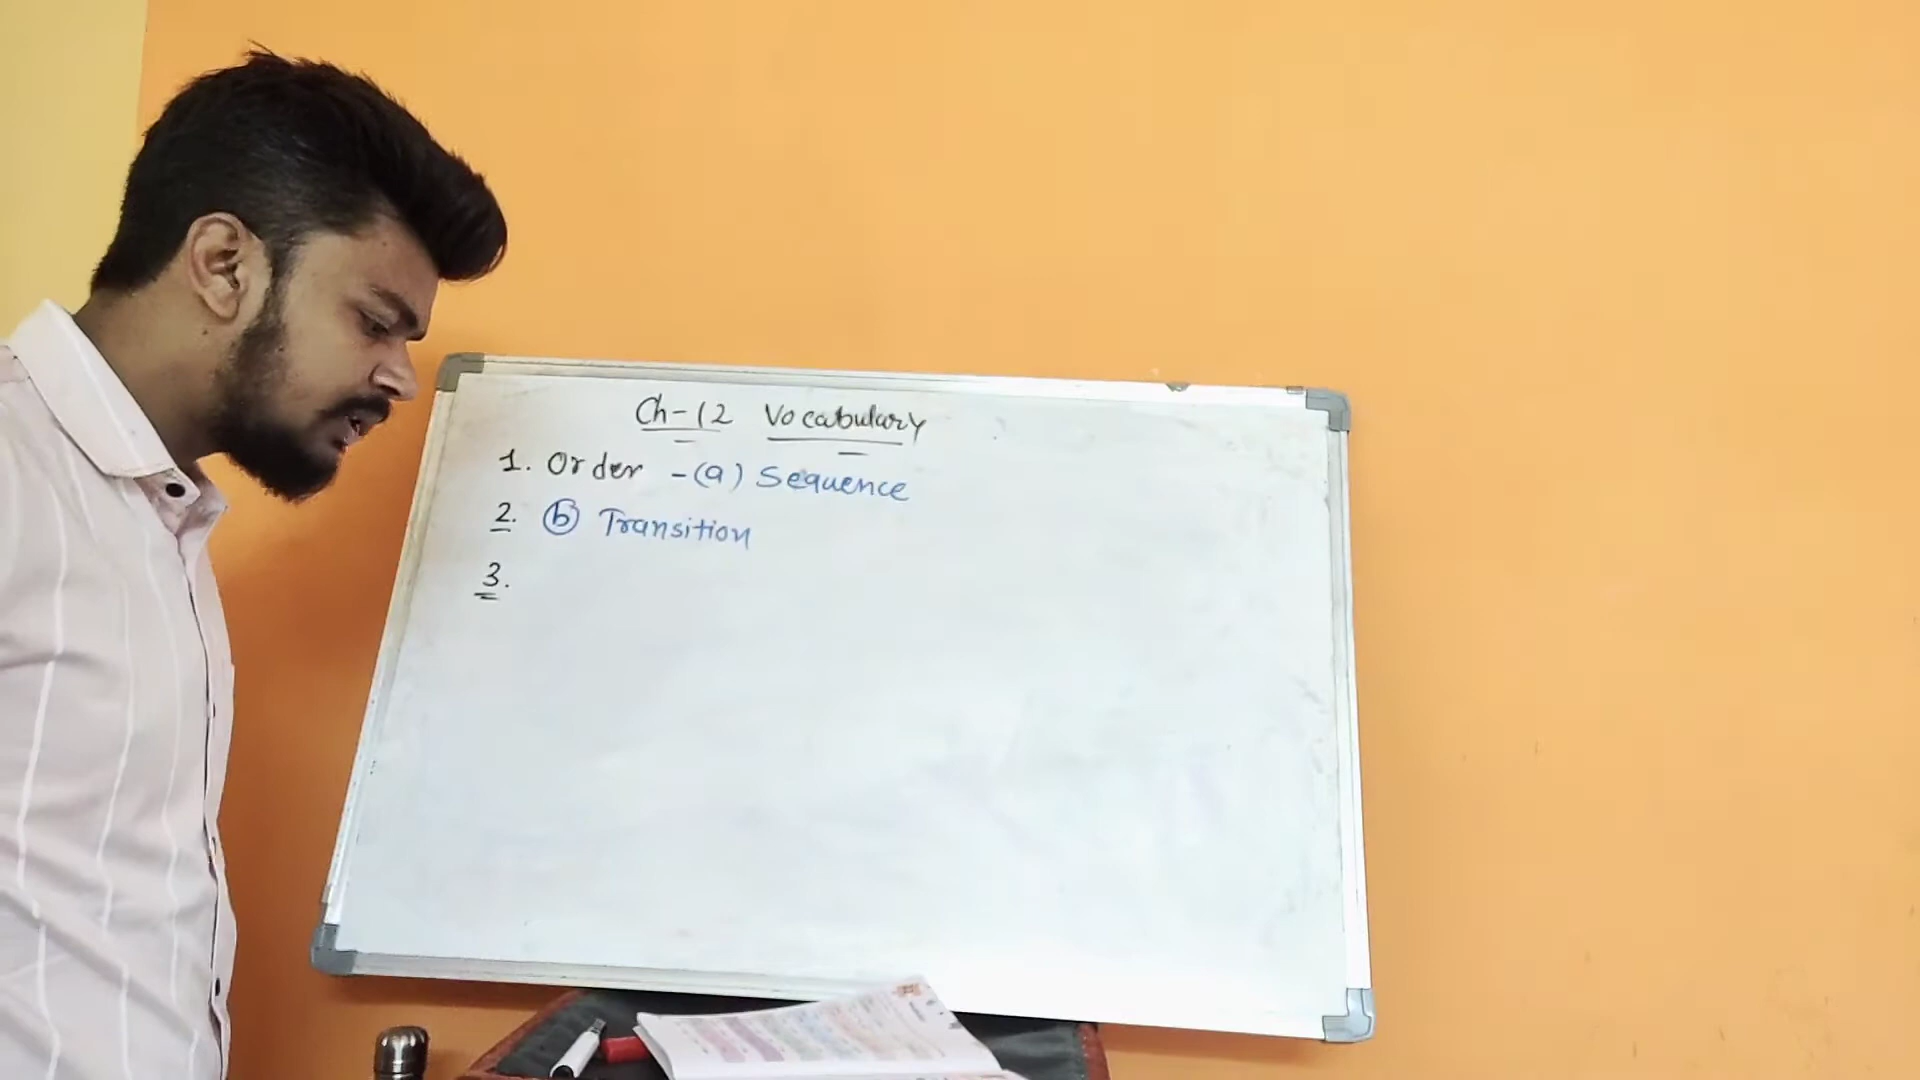 Ch-12 Vocabulary
1. Order -(a) Sequence
2. ⓑ Transition
3.